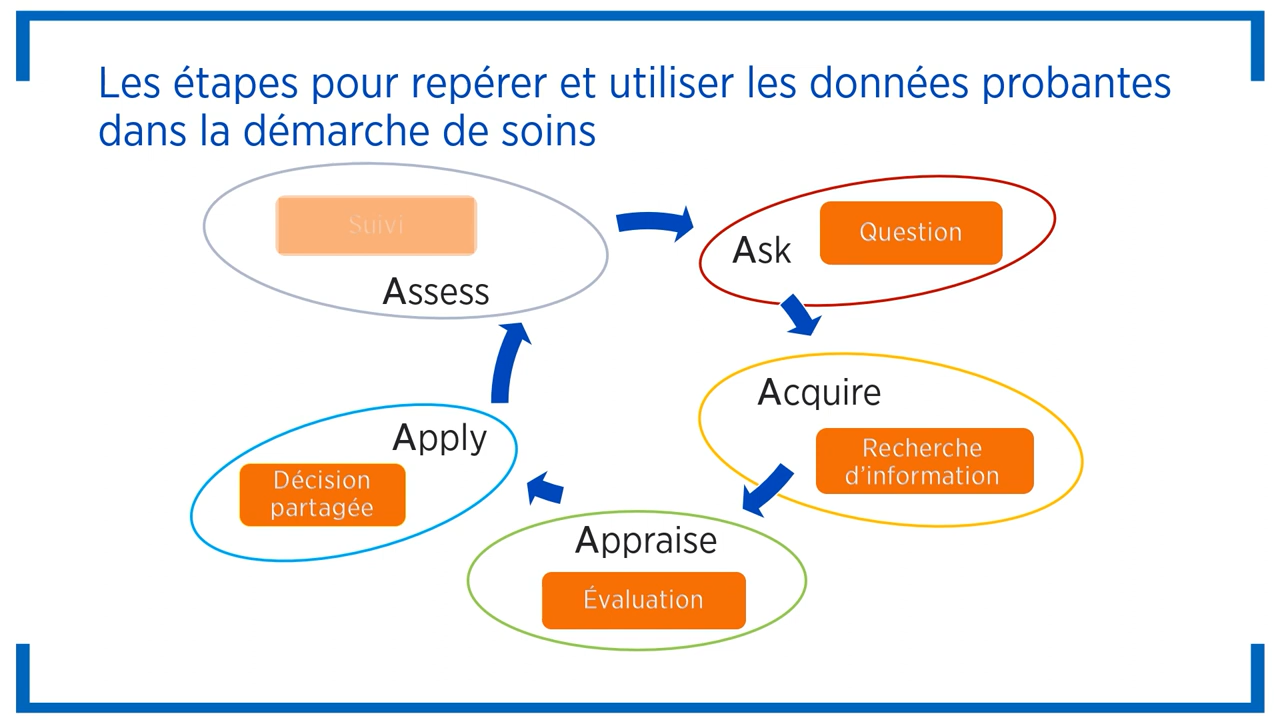 Les étapes pour repérer et utiliser les données probantes
dans la démarche de soins
Suivi
Assess
Ask
Question
Acquire
Recherche
d'information
Appraise
Évaluation
Apply
Décision
partagée